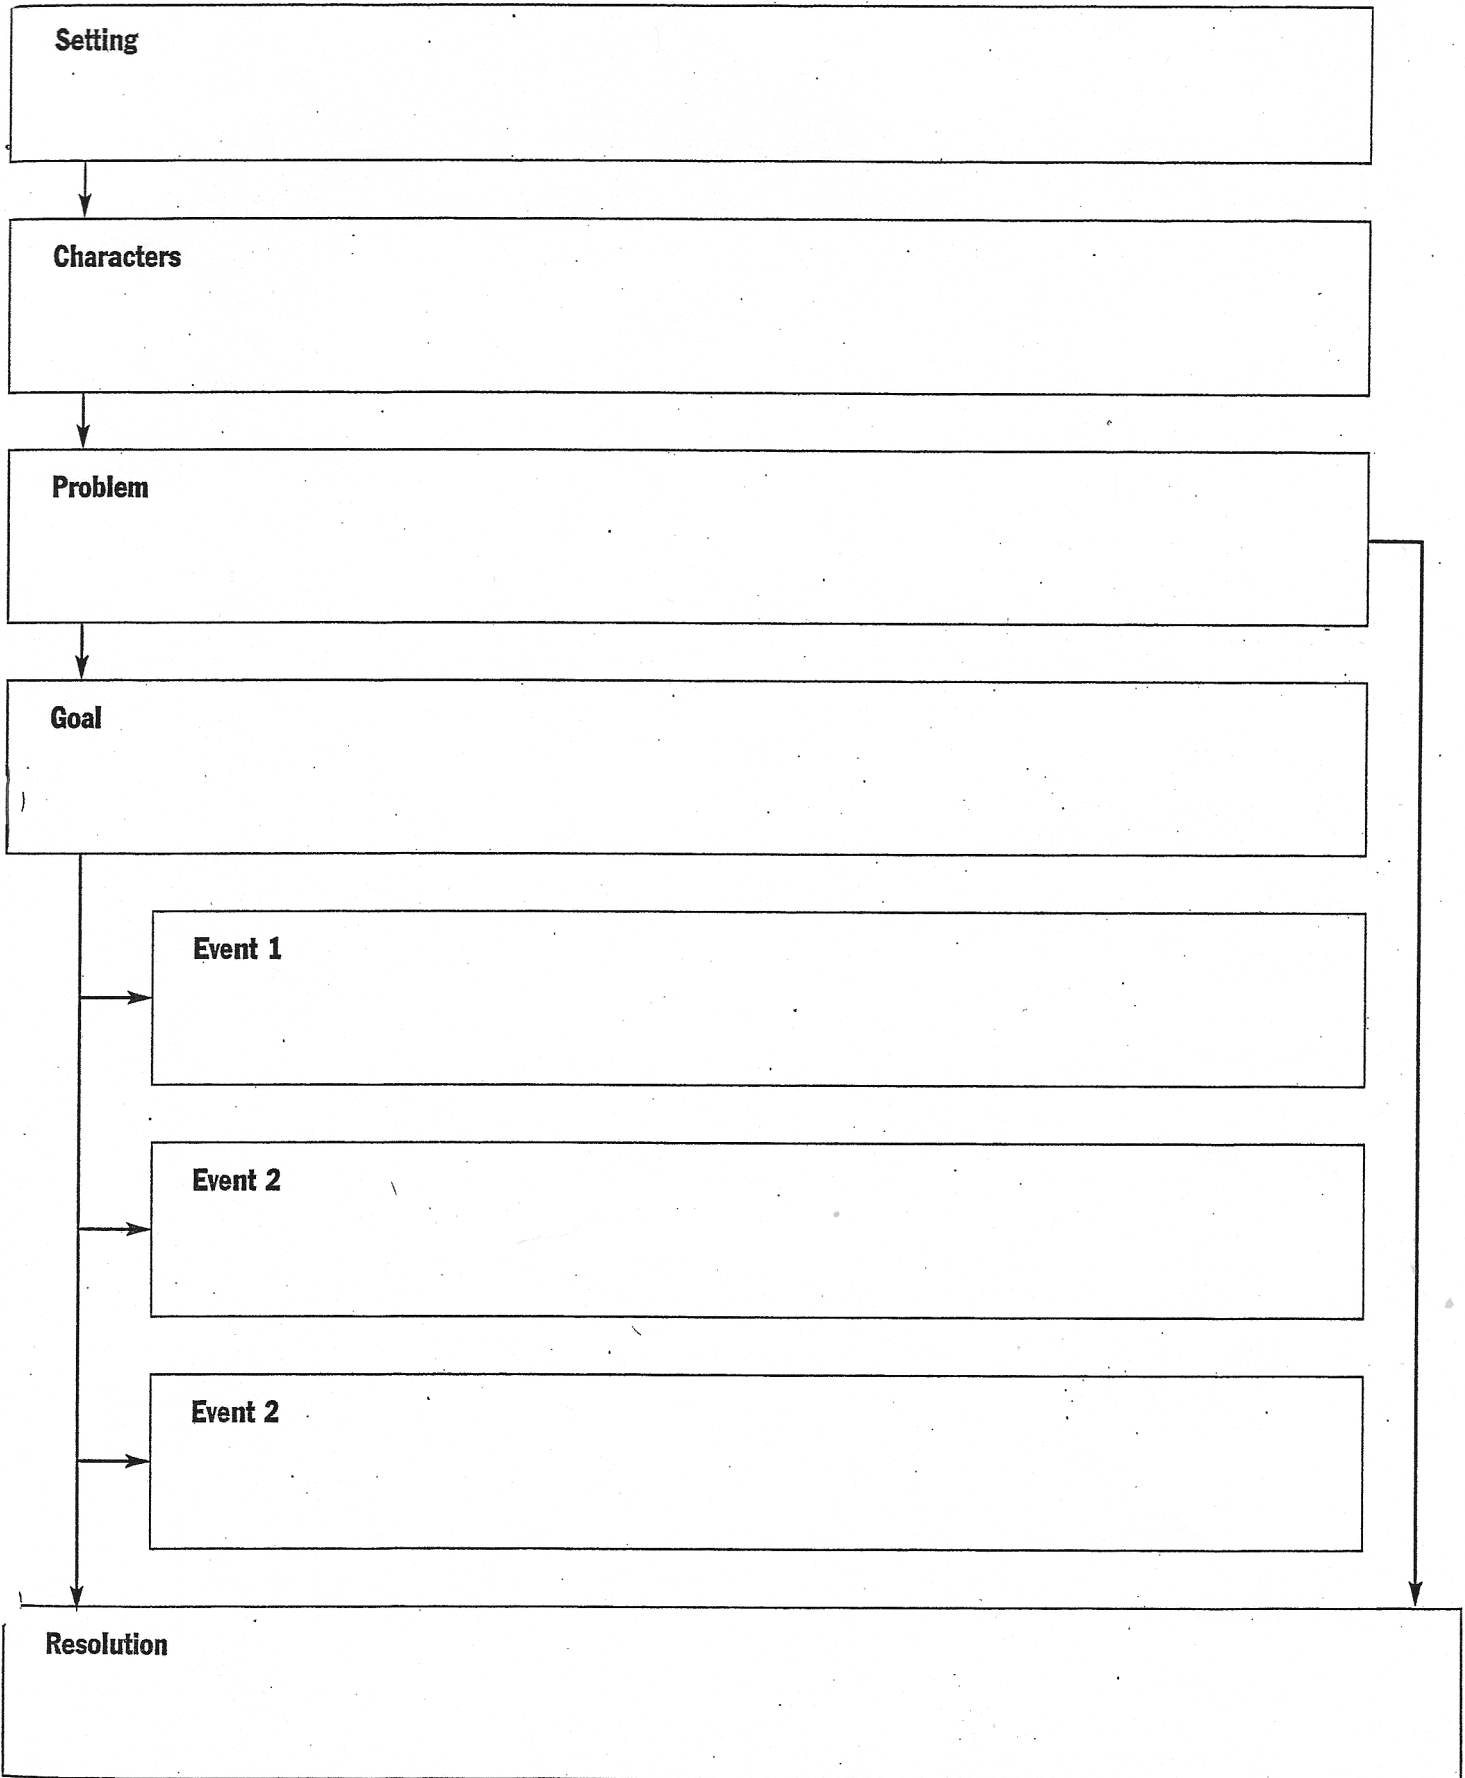 Setting
Characters
Problem
Goal
Event 1
Event 2
Event 2
Resolution